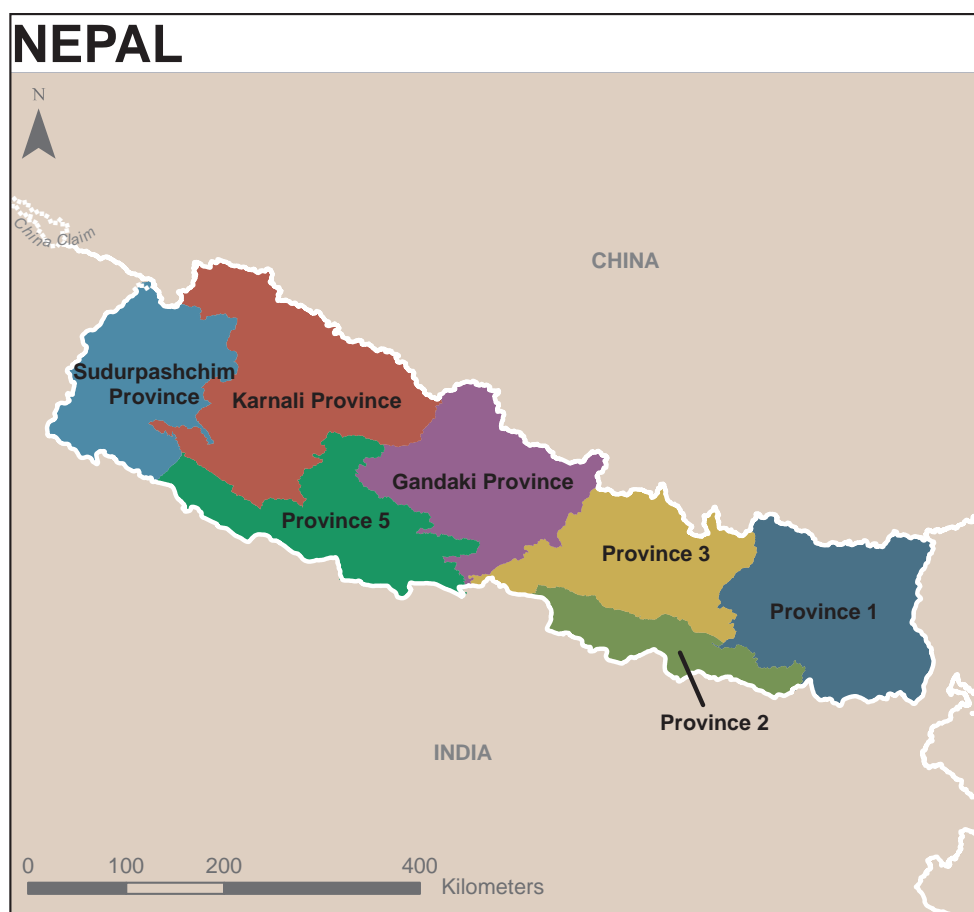 NEPAL
N
China Claim
CHINA
Sudurpashchim
Province
Karnali Province
Gandaki Province
Province 5
Province 3
Province 1
Province 2
INDIA
0 100 200 400
Kilometers